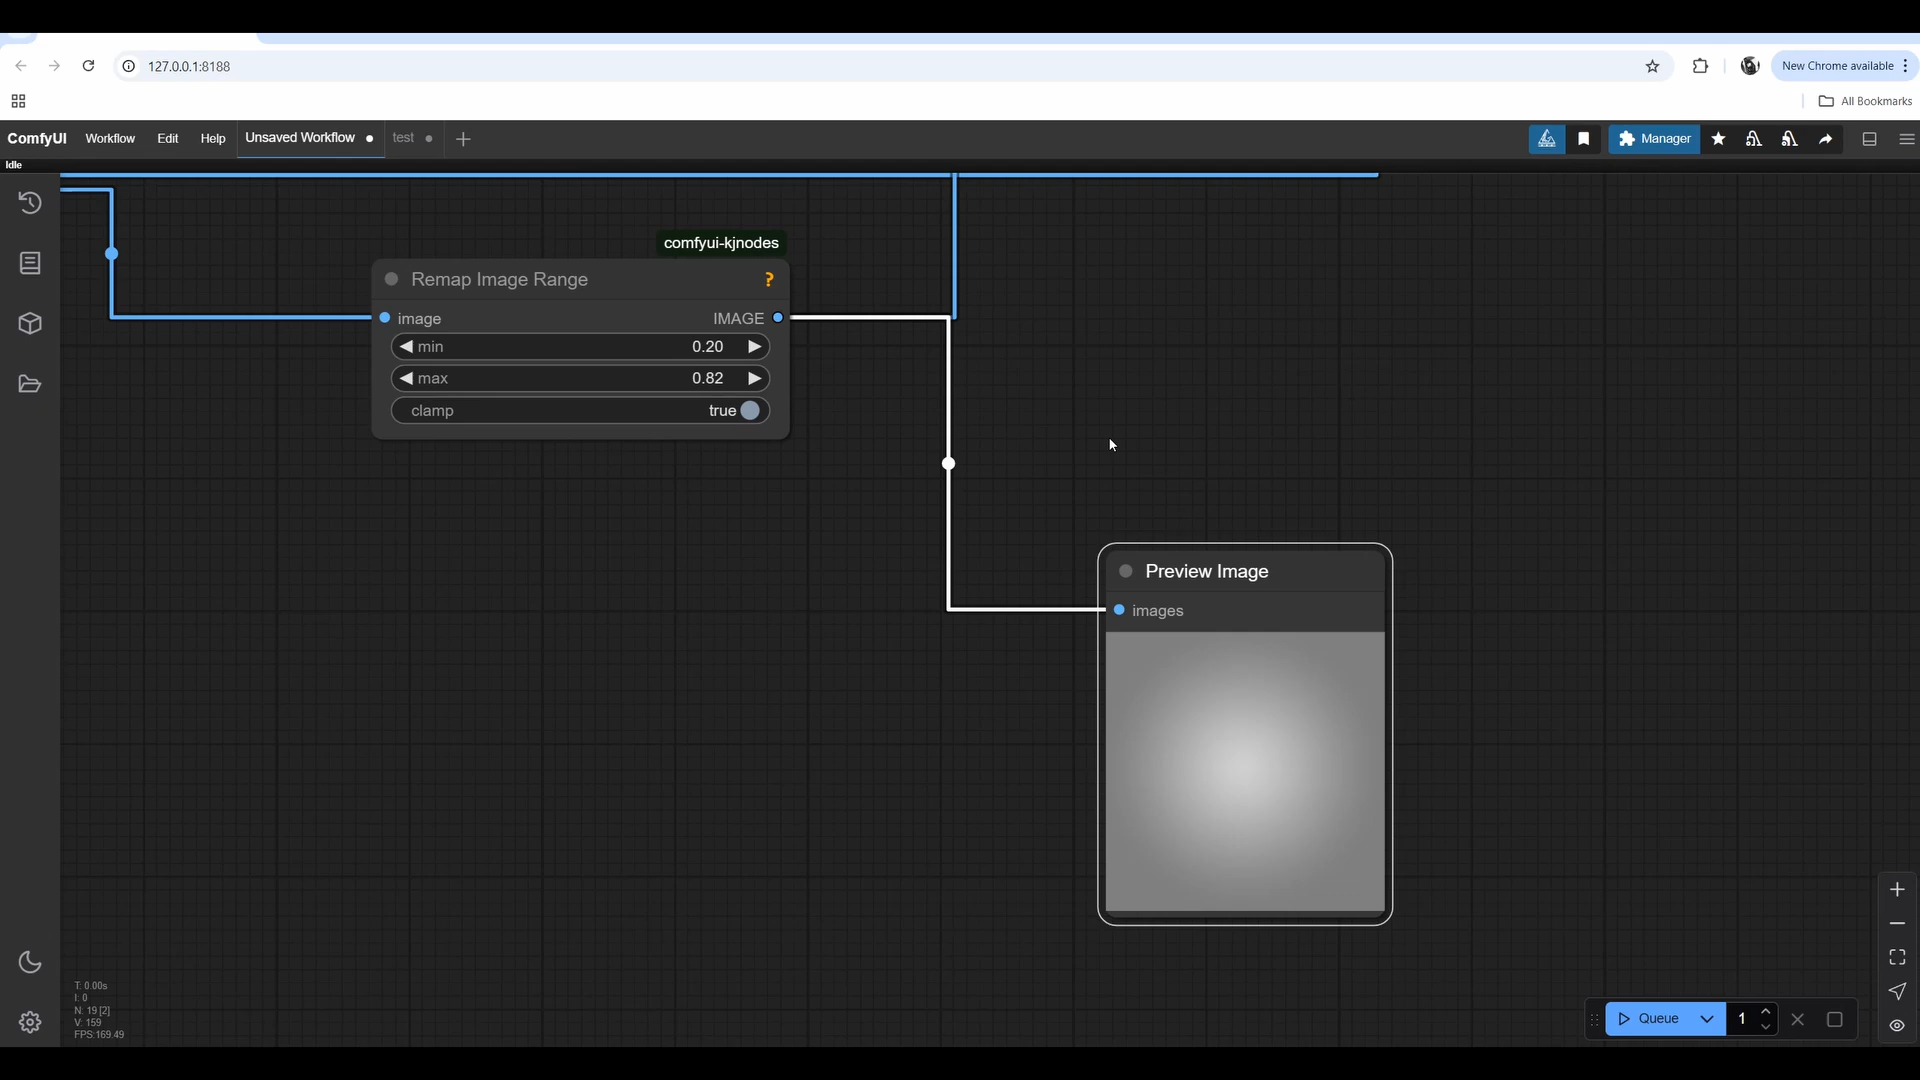 127.0.0.1:8188
New Chrome available
All Bookmarks
ComfyUI Workflow Edit Help Unsaved Workflow test Manager
Idle
comfyui-kjnodes
Remap Image Range ?
image IMAGE
min 0.20
max 0.82
clamp true
Preview Image
images
T: 0.00s
I: 0
N: 19 [2]
V: 159
FPS:169.49
Queue 1